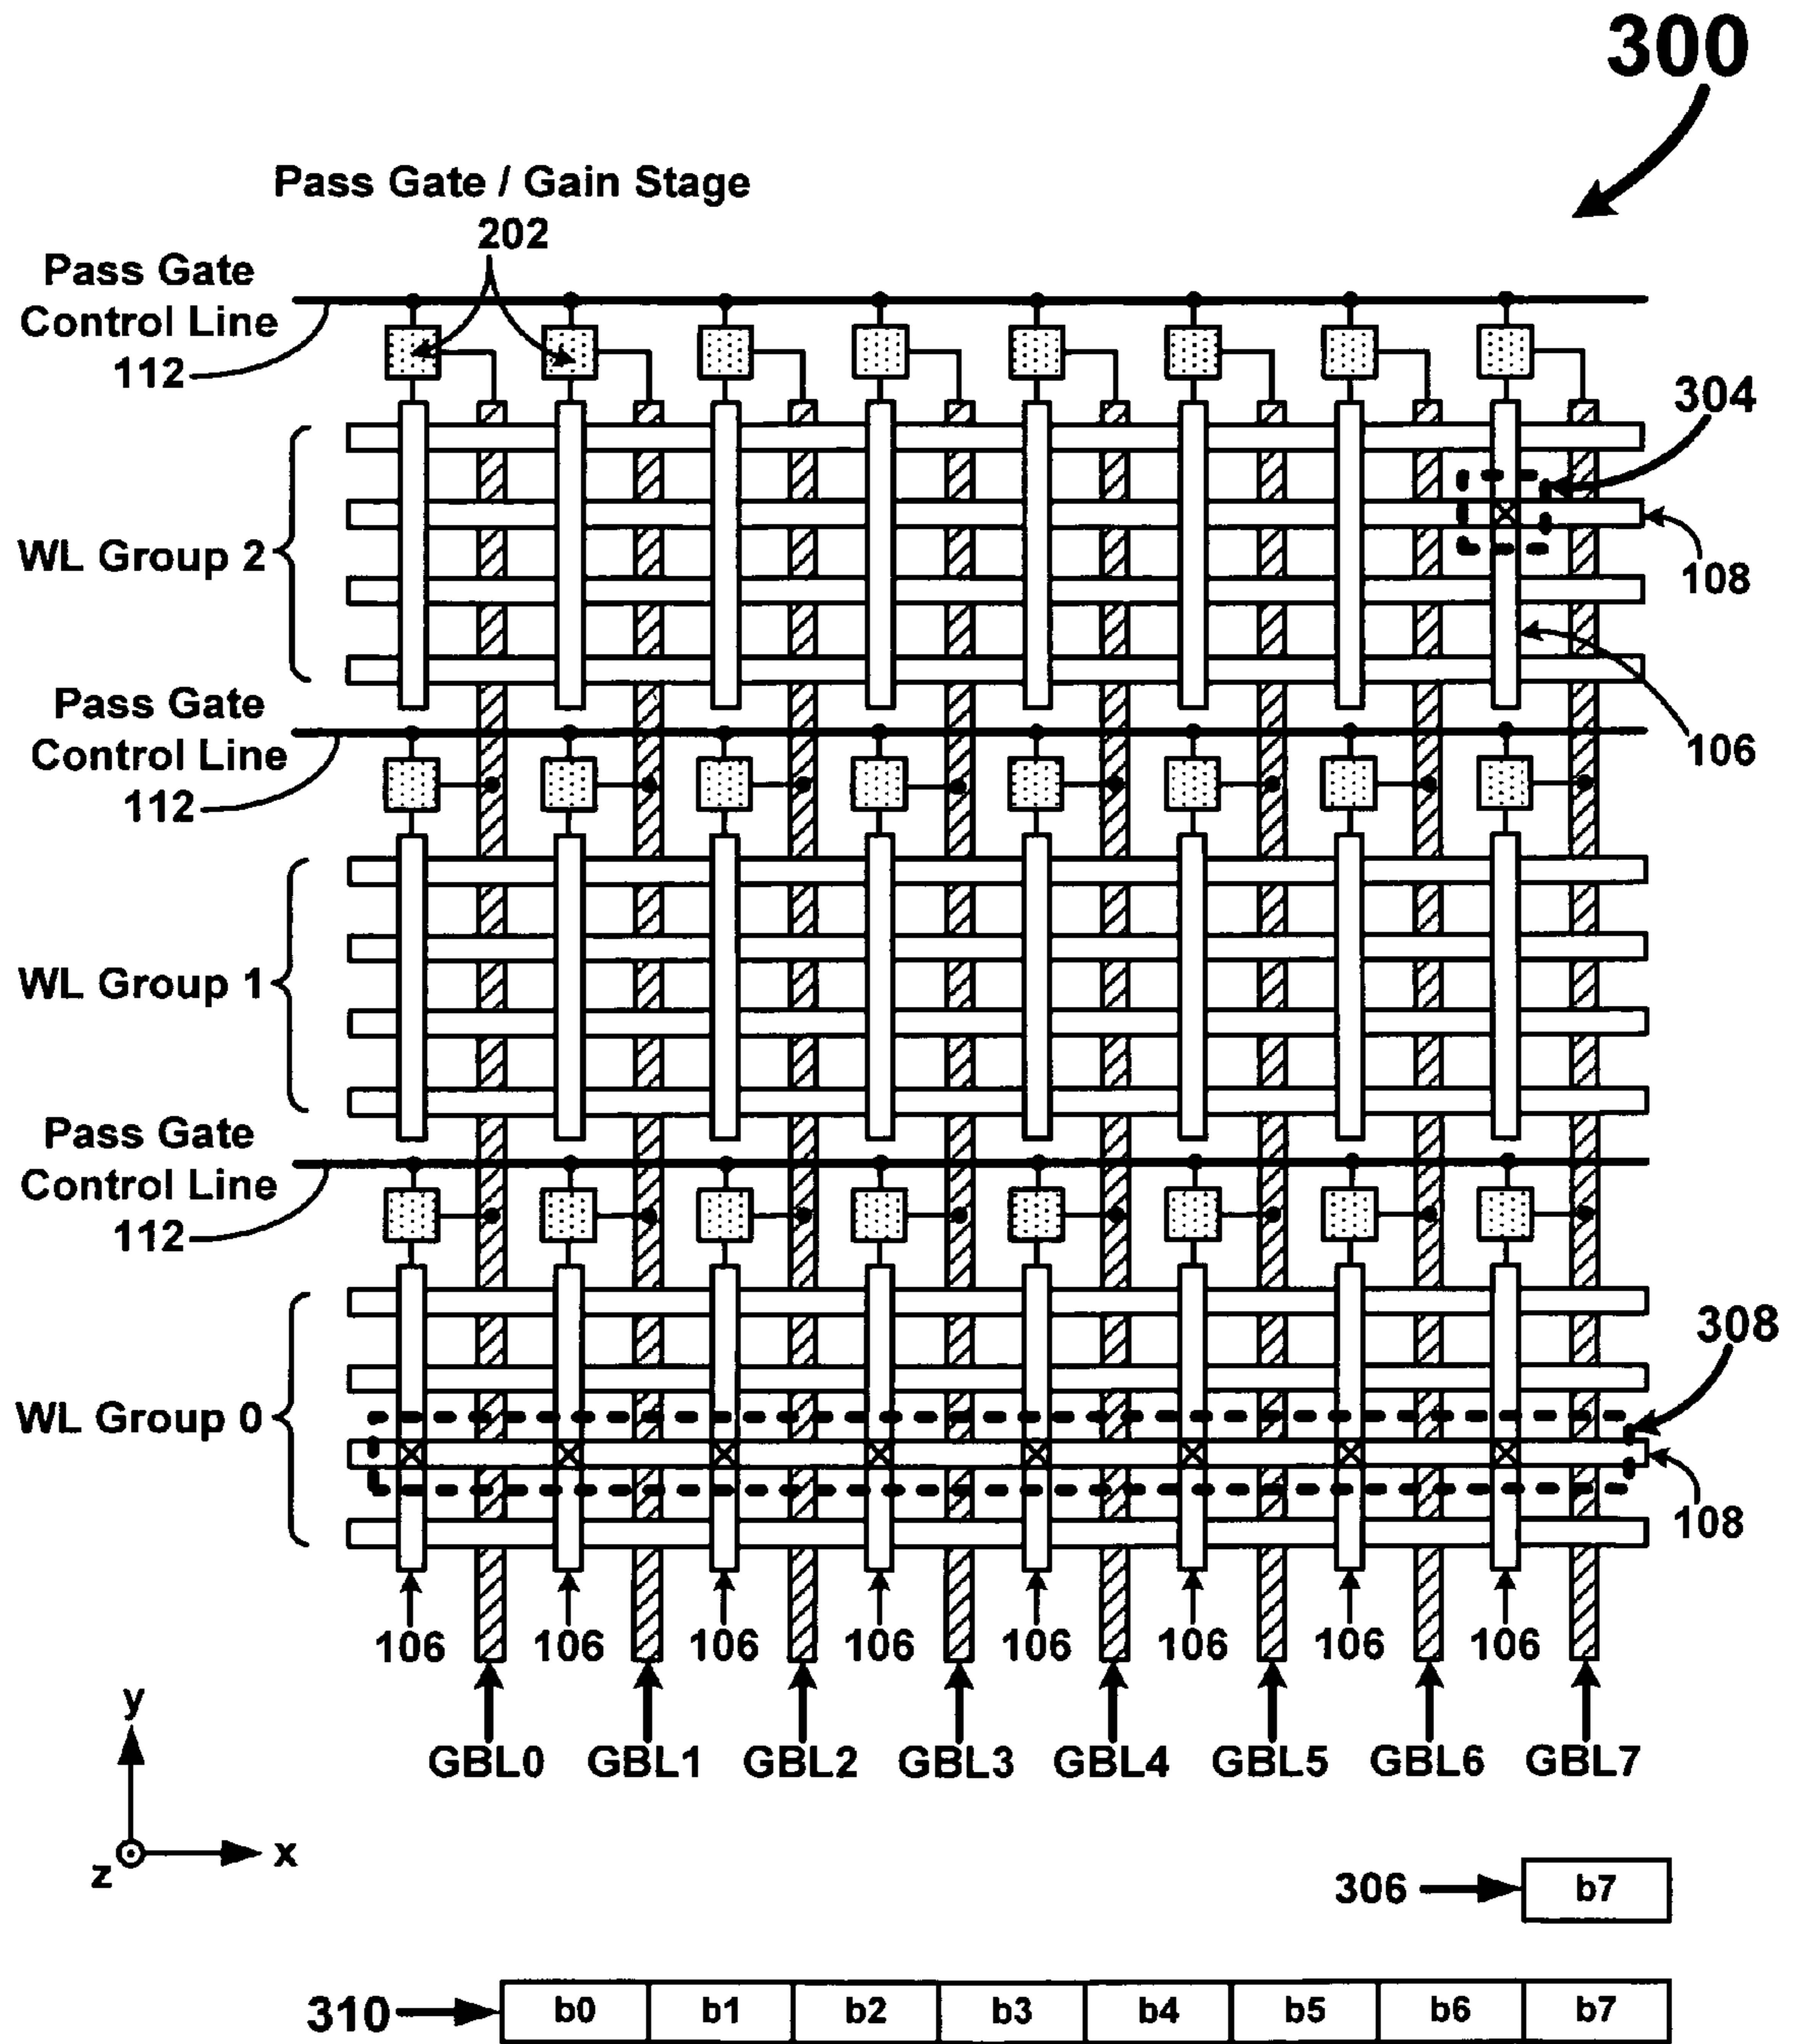 300
Pass Gate / Gain Stage
202
Pass Gate
Control Line
112
304
WL Group 2
108
106
Pass Gate
Control Line
112
WL Group 1
Pass Gate
Control Line
112
308
WL Group 0
108
106 106 106 106 106 106 106 106
GBL0 GBL1 GBL2 GBL3 GBL4 GBL5 GBL6 GBL7
y
x
z
306 b7
310 b0 b1 b2 b3 b4 b5 b6 b7